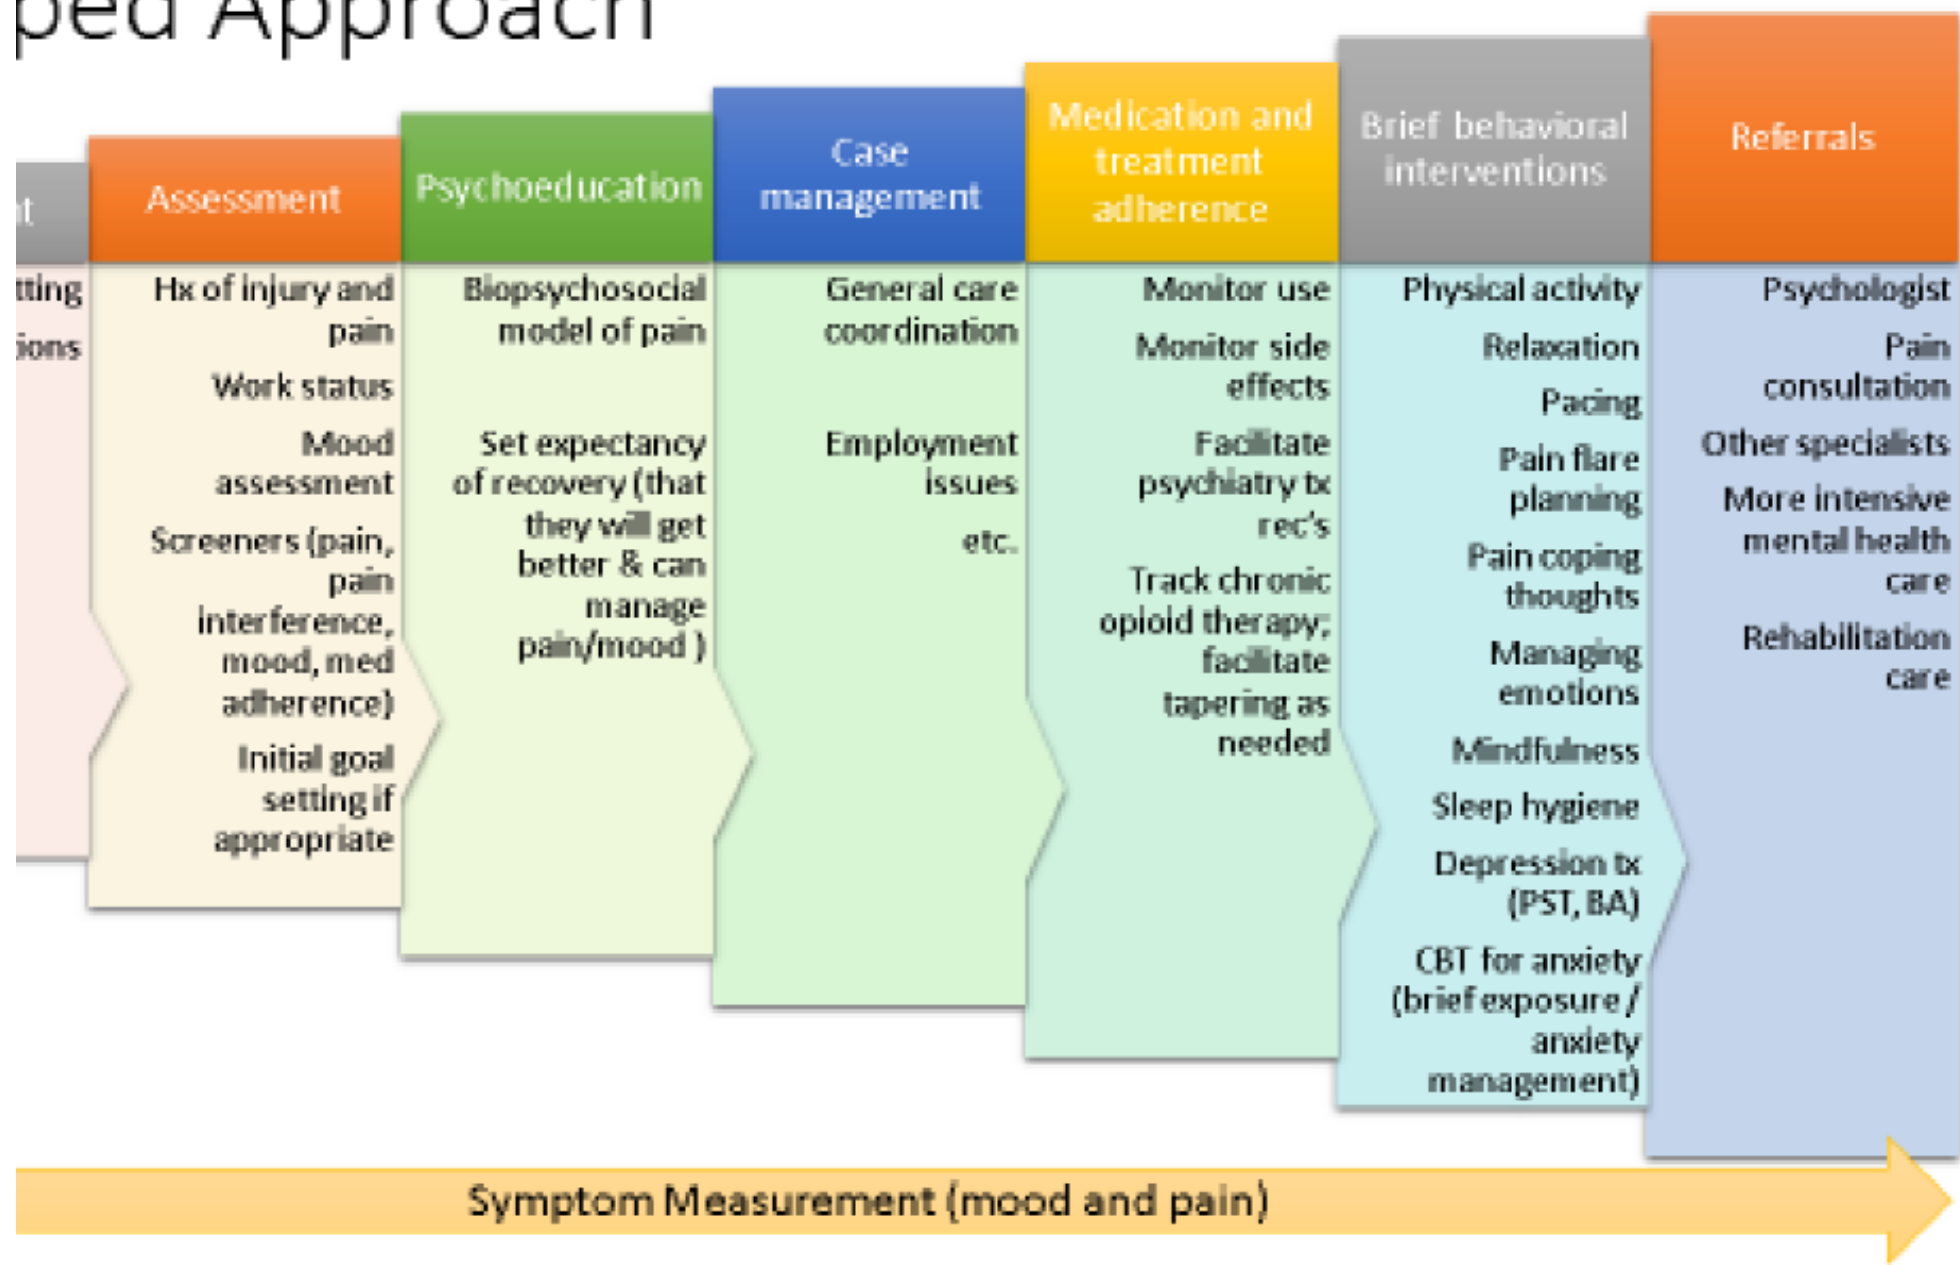 ped Approach
t
tting
ions
Assessment
Hx of injury and
pain
Work status
Mood
assessment
Screeners (pain,
pain
interference,
mood, med
adherence)
Initial goal
setting if
appropriate
Psychoeducation
Biopsychosocial
model of pain
Set expectancy
of recovery (that
they will get
better & can
manage
pain/mood )
Case
management
General care
coordination
Employment
issues
etc.
Medication and
treatment
adherence
Monitor use
Monitor side
effects
Facilitate
psychiatry tx
rec's
Track chronic
opioid therapy;
facilitate
tapering as
needed
Brief behavioral
interventions
Physical activity
Relaxation
Pacing
Pain flare
planning
Pain coping
thoughts
Managing
emotions
Mindfulness
Sleep hygiene
Depression tx
(PST, BA)
CBT for anxiety
(brief exposure /
anxiety
management)
Referrals
Psychologist
Pain
consultation
Other specialists
More intensive
mental health
care
Rehabilitation
care
Symptom Measurement (mood and pain)